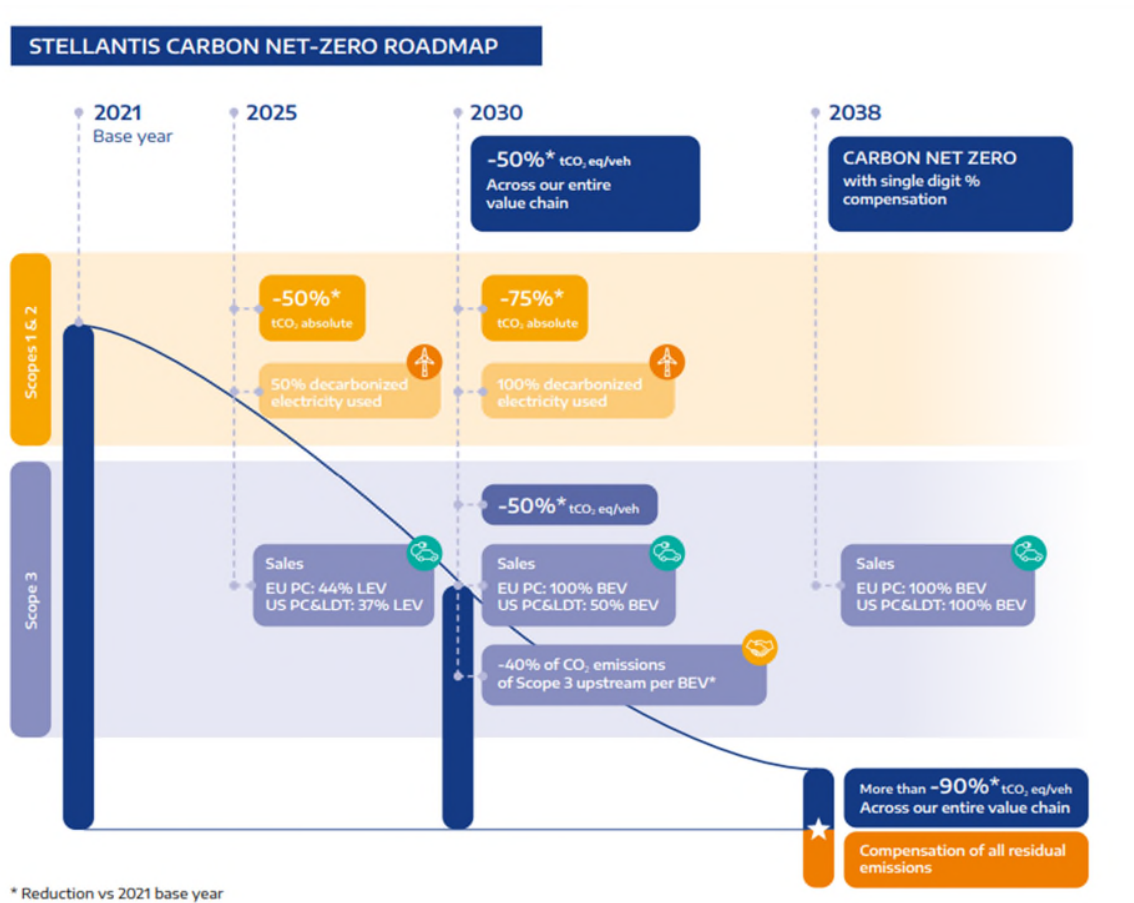 STELLANTIS CARBON NET-ZERO ROADMAP
2021
Base year
2025
2030
-50%* tCO₂ eq/veh
Across our entire
value chain
2038
CARBON NET ZERO
with single digit %
compensation
Scopes 1 & 2
-50%*
tCO₂ absolute
50% decarbonized
electricity used
-75%*
tCO₂ absolute
100% decarbonized
electricity used
Scope 3
-50%* tCO₂ eq/veh
Sales
EU PC: 44% LEV
US PC&LDT: 37% LEV
Sales
EU PC: 100% BEV
US PC&LDT: 50% BEV
Sales
EU PC: 100% BEV
US PC&LDT: 100% BEV
-40% of CO₂ emissions
of Scope 3 upstream per BEV*
More than -90%* tCO₂ eq/veh
Across our entire value chain
Compensation of all residual
emissions
* Reduction vs 2021 base year